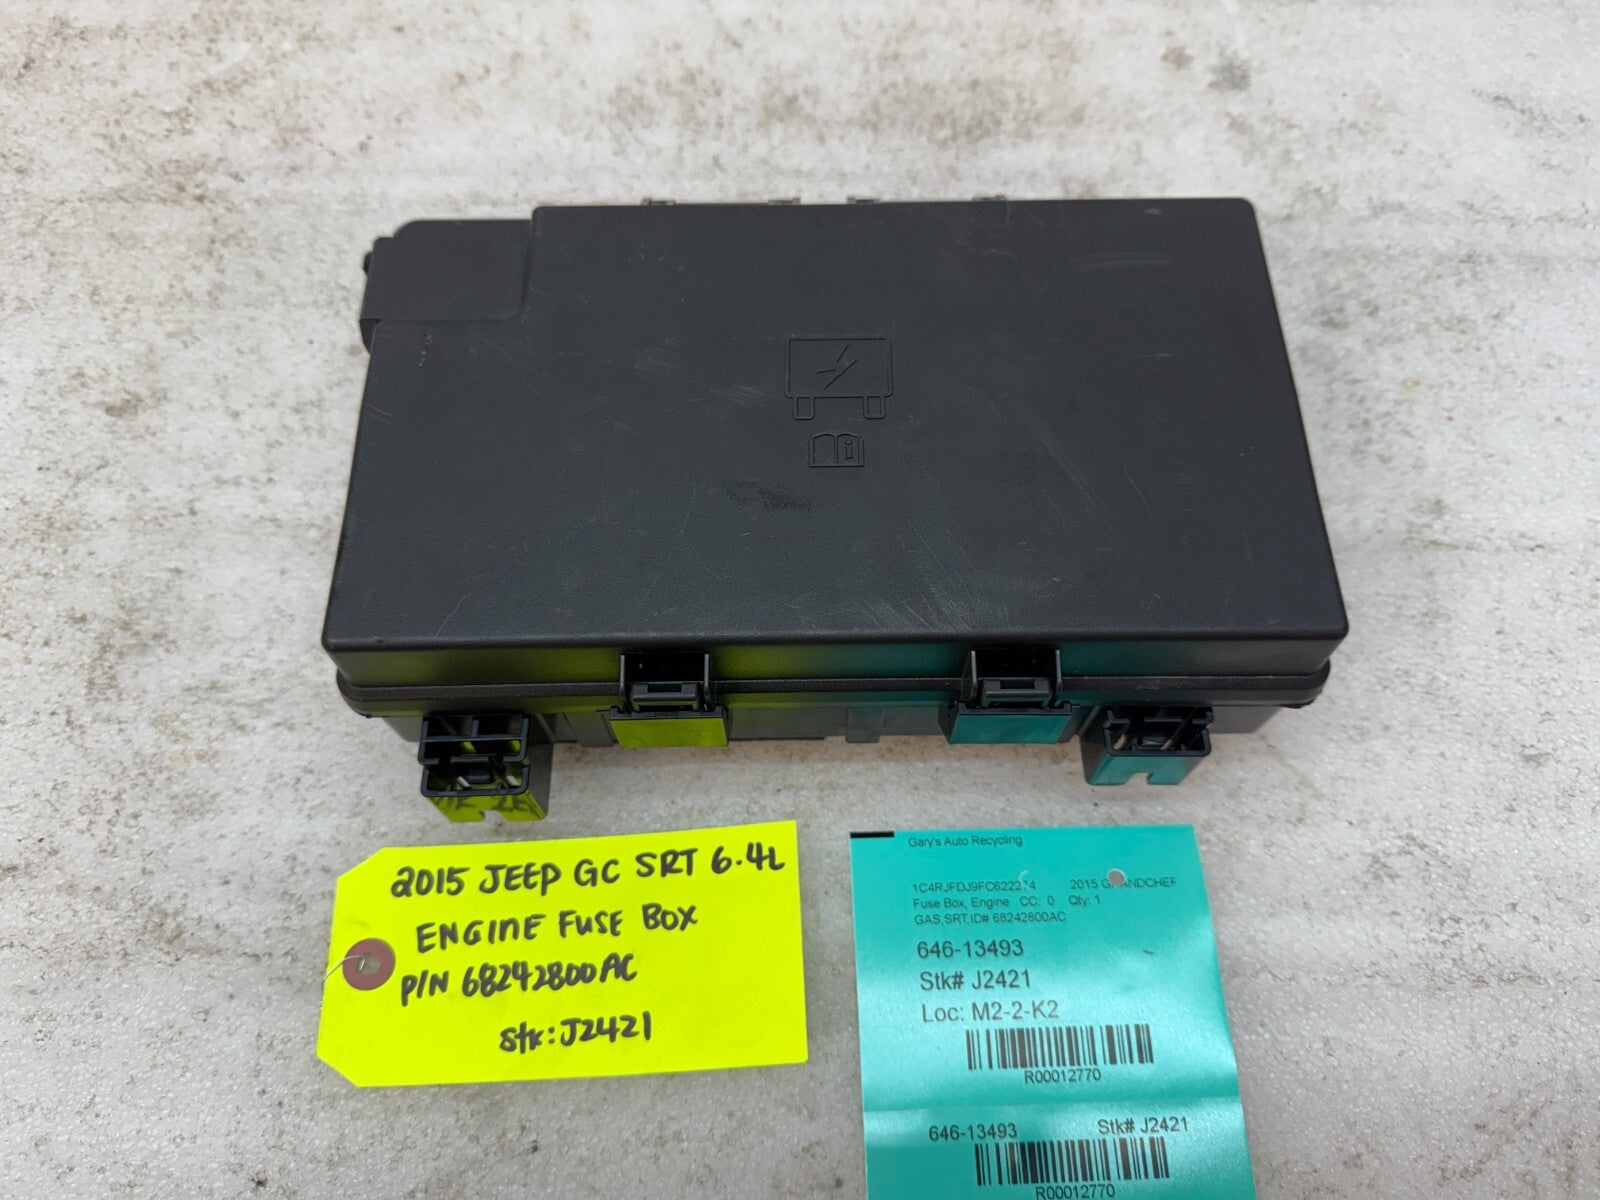 2015 JEEP GC SRT 6.4L
ENGINE FUSE BOX
P/N 68242800AC
Stk: J2421
Gary's Auto Recycling
1C4RJFDJ9FC622274 2015
Fuse Box, Engine CC: 0 Qty: 1
GAS,SRT,ID# 68242800AC
646-13493
Stk# J2421
Loc: M2-2-K2
R00012770
646-13493 Stk# J2421
R00012770